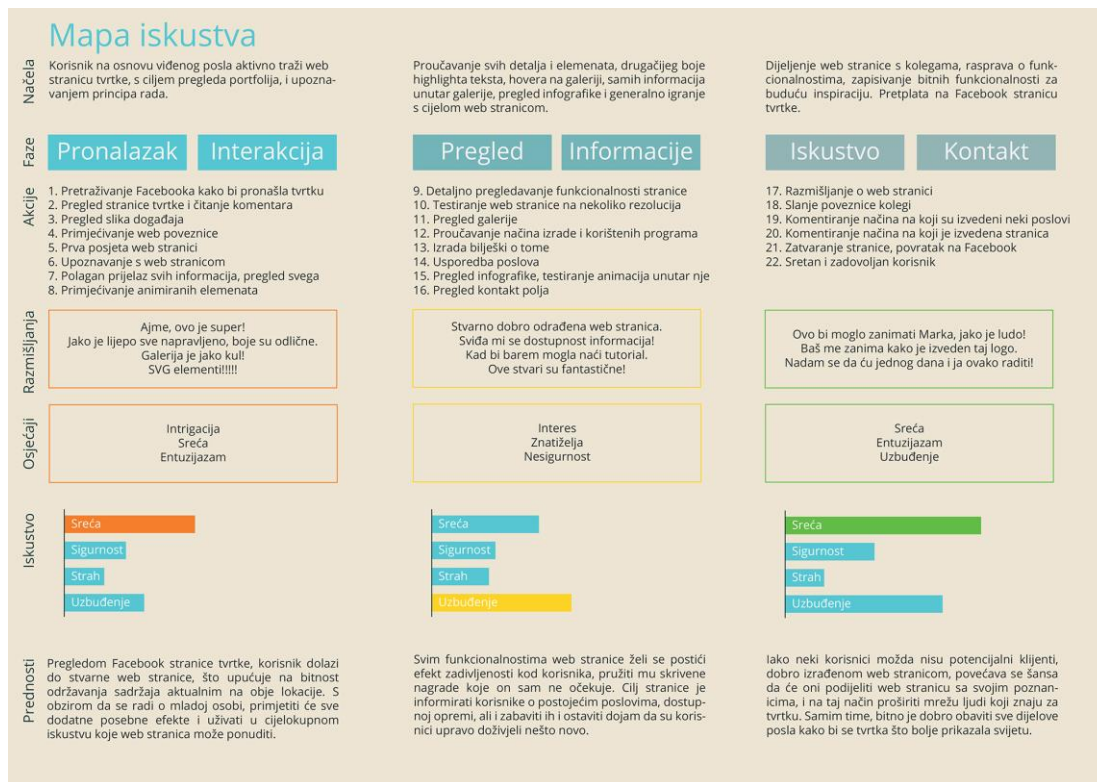 Mapa iskustva
Načela
Korisnik na osnovu viđenog posla aktivno traži web
stranicu tvrtke, s ciljem pregleda portfolija, i upozna-
vanjem principa rada.
Proučavanje svih detalja i elemenata, drugačijeg boje
highlighta teksta, hovera na galeriji, samih informacija
unutar galerije, pregled infografike i generalno igranje
s cijelom web stranicom.
Dijeljenje web stranice s kolegama, rasprava o funk-
cionalnostima, zapisivanje bitnih funkcionalnosti za
buduću inspiraciju. Pretplata na Facebook stranicu
tvrtke.
Faze
Pronalazak
Interakcija
Pregled
Informacije
Iskustvo
Kontakt
Akcije
1. Pretraživanje Facebooka kako bi pronašla tvrtku
2. Pregled stranice tvrtke i čitanje komentara
3. Pregled slika događaja
4. Primjećivanje web poveznice
5. Prva posjeta web stranici
6. Upoznavanje s web stranicom
7. Polagan prijelaz svih informacija, pregled svega
8. Primjećivanje animiranih elemenata
9. Detaljno pregledavanje funkcionalnosti stranice
10. Testiranje web stranice na nekoliko rezolucija
11. Pregled galerije
12. Proučavanje načina izrade i korištenih programa
13. Izrada bilješki o tome
14. Usporedba poslova
15. Pregled infografike, testiranje animacija unutar nje
16. Pregled kontakt polja
17. Razmišljanje o web stranici
18. Slanje poveznice kolegi
19. Komentiranje načina na koji su izvedeni neki poslovi
20. Komentiranje načina na koji je izvedena stranica
21. Zatvaranje stranice, povratak na Facebook
22. Sretan i zadovoljan korisnik
Razmišljanja
Ajme, ovo je super!
Jako je lijepo sve napravljeno, boje su odlične.
Galerija je jako kul!
SVG elementi!!!!!
Stvarno dobro odrađena web stranica.
Sviđa mi se dostupnost informacija!
Kad bi barem mogla naći tutorial.
Ove stvari su fantastične!
Ovo bi moglo zanimati Marka, jako je ludo!
Baš me zanima kako je izveden taj logo.
Nadam se da ću jednog dana i ja ovako raditi!
Osjećaji
Intrigacija
Sreća
Entuzijazam
Interes
Znatiželja
Nesigurnost
Sreća
Entuzijazam
Uzbuđenje
Iskustvo
Sreća
Sigurnost
Strah
Uzbuđenje
Sreća
Sigurnost
Strah
Uzbuđenje
Sreća
Sigurnost
Strah
Uzbuđenje
Prednosti
Pregledom Facebook stranice tvrtke, korisnik dolazi
do stvarne web stranice, što upućuje na bitnost
održavanja sadržaja aktualnim na obje lokacije. S
obzirom da se radi o mladoj osobi, primjetiti će sve
dodatne posebne efekte i uživati u cijelokupnom
iskustvu koje web stranica može ponuditi.
Svim funkcionalnostima web stranice želi se postići
efekt zadivljenosti kod korisnika, pružiti mu skrivene
nagrade koje on sam ne očekuje. Cilj stranice je
informirati korisnike o postojećim poslovima, dostup-
noj opremi, ali i zabaviti ih i ostaviti dojam da su koris-
nici upravo doživjeli nešto novo.
Iako neki korisnici možda nisu potencijalni klijenti,
dobro izrađenom web stranicom, povećava se šansa
da će oni podijeliti web stranicu sa svojim poznan-
icima, i na taj način proširiti mrežu ljudi koji znaju za
tvrtku. Samim time, bitno je dobro obaviti sve dijelove
posla kako bi se tvrtka što bolje prikazala svijetu.